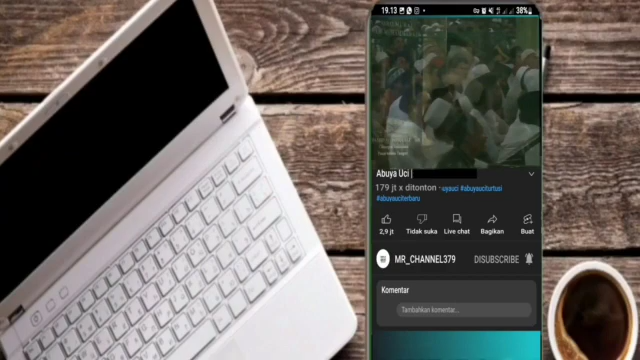 19.13
38%
Abuya Uci |
179 jt x ditonton · uyauci #abuyauciturtusi
#abuyauciterbaru
2,9 jt Tidak suka Live chat Bagikan Buat
MR_CHANNEL379 DISUBSCRIBE
Komentar
Tambahkan komentar...